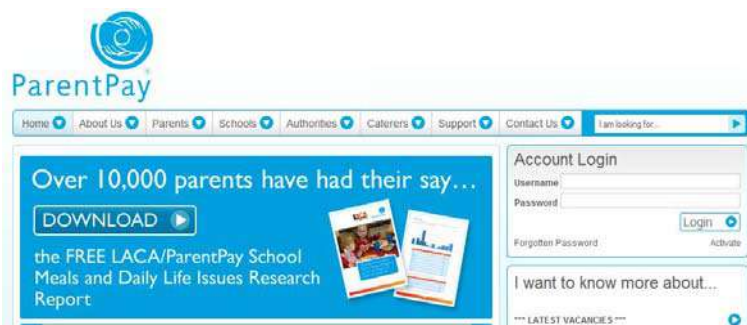 ParentPay
Home About Us Parents Schools Authorities Caterers Support Contact Us I am looking for...
Over 10,000 parents have had their say...
DOWNLOAD
the FREE LACA/ParentPay School
Meals and Daily Life Issues Research
Report
Account Login
Username
Password
Login
Forgotten Password Activate
I want to know more about...
*** LATEST VACANCIES ***